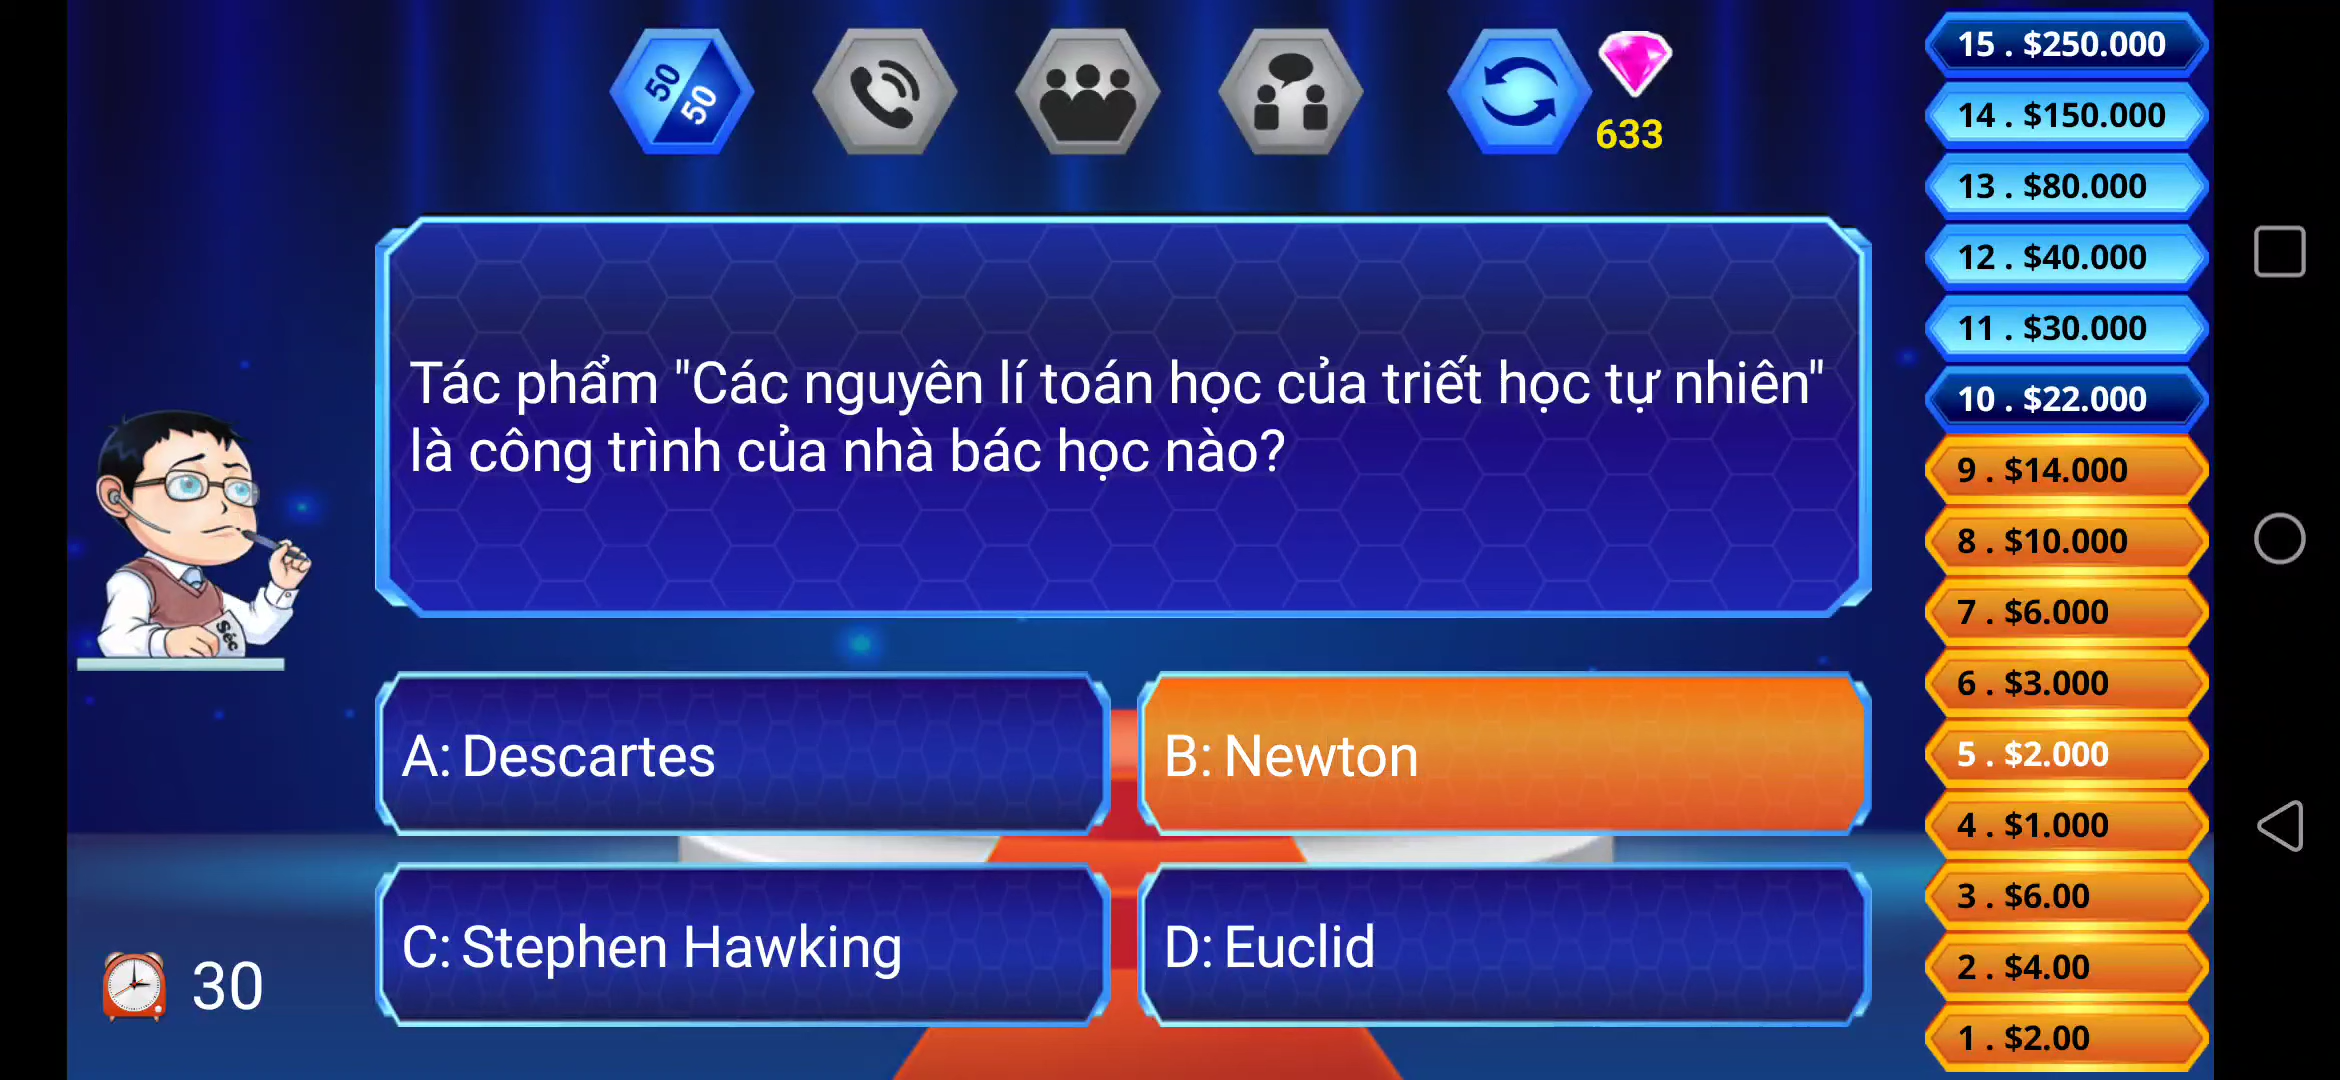 50
50
633
Tác phẩm "Các nguyên lí toán học của triết học tự nhiên"
là công trình của nhà bác học nào?
A: Descartes
B: Newton
C: Stephen Hawking
D: Euclid
Séc
30
15 . $250.000
14 . $150.000
13 . $80.000
12 . $40.000
11 . $30.000
10 . $22.000
9 . $14.000
8 . $10.000
7 . $6.000
6 . $3.000
5 . $2.000
4 . $1.000
3 . $6.00
2 . $4.00
1 . $2.00